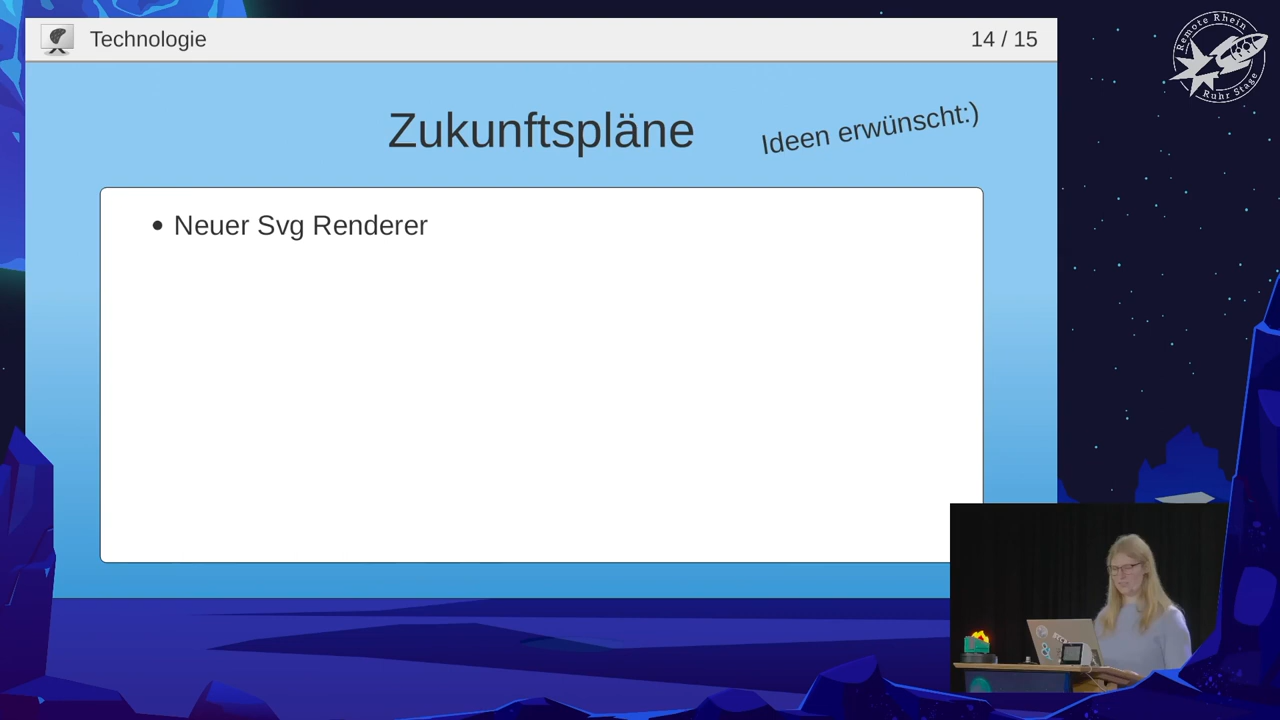 Technologie
14 / 15
Zukunftspläne
Ideen erwünscht:)
• Neuer Svg Renderer
Remote Rhein
Ruhr Stage